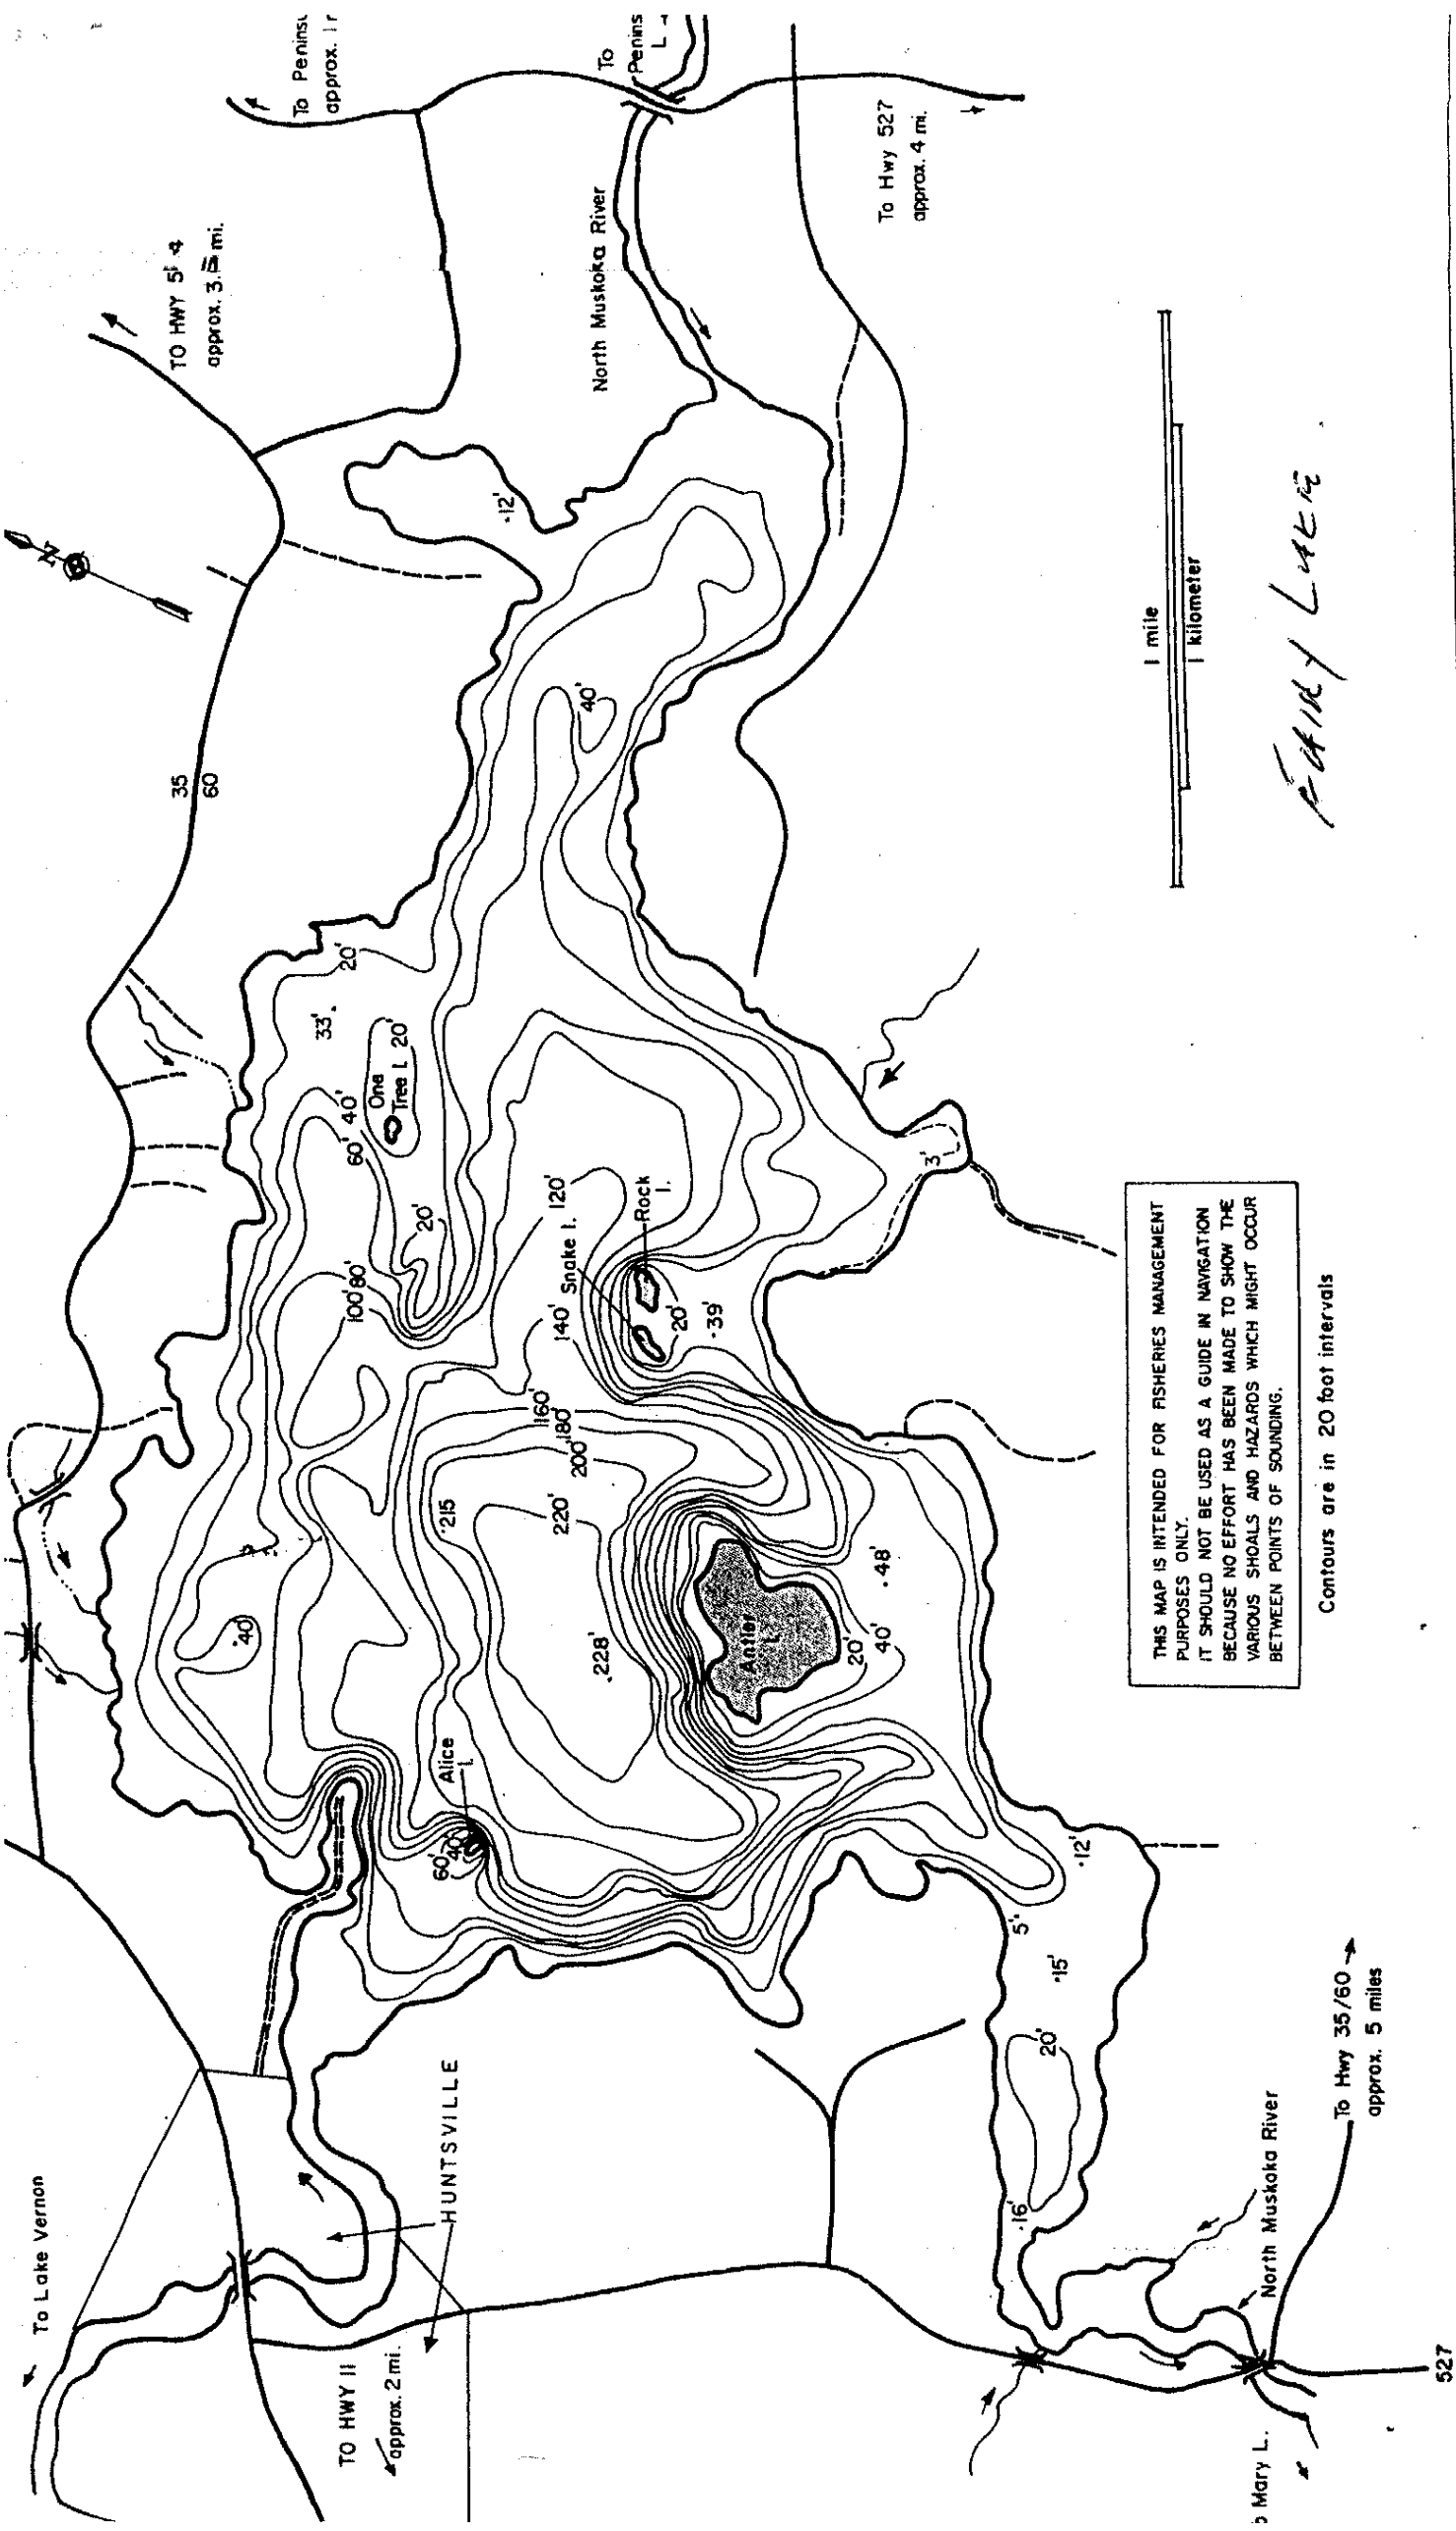 To Lake Vernon
HUNTSVILLE
TO HWY 11
approx. 2 mi.
35
60
TO HWY
approx.
mi.
N
To
approx.
To
L
North Muskoka River
To Hwy 527
approx. 4 mi.
12'
40'
20'
33'
One
Tree I.
20'
40'
60'
20'
80'
100'
120'
140'
160'
180'
200'
220'
215
228'
Snake I.
Rock
I.
20'
39'
3'
40'
Alice
I.
60'
40'
Antler
I.
20'
40'
48'
12'
5'
15'
20'
16'
North Muskoka River
To Hwy 35/60
approx. 5 miles
Mary L.
527
1 mile
1 kilometer
FAIRY LAKE
THIS MAP IS INTENDED FOR FISHERIES MANAGEMENT
PURPOSES ONLY.
IT SHOULD NOT BE USED AS A GUIDE IN NAVIGATION
BECAUSE NO EFFORT HAS BEEN MADE TO SHOW THE
VARIOUS SHOALS AND HAZARDS WHICH MIGHT OCCUR
BETWEEN POINTS OF SOUNDING.
Contours are in 20 foot intervals